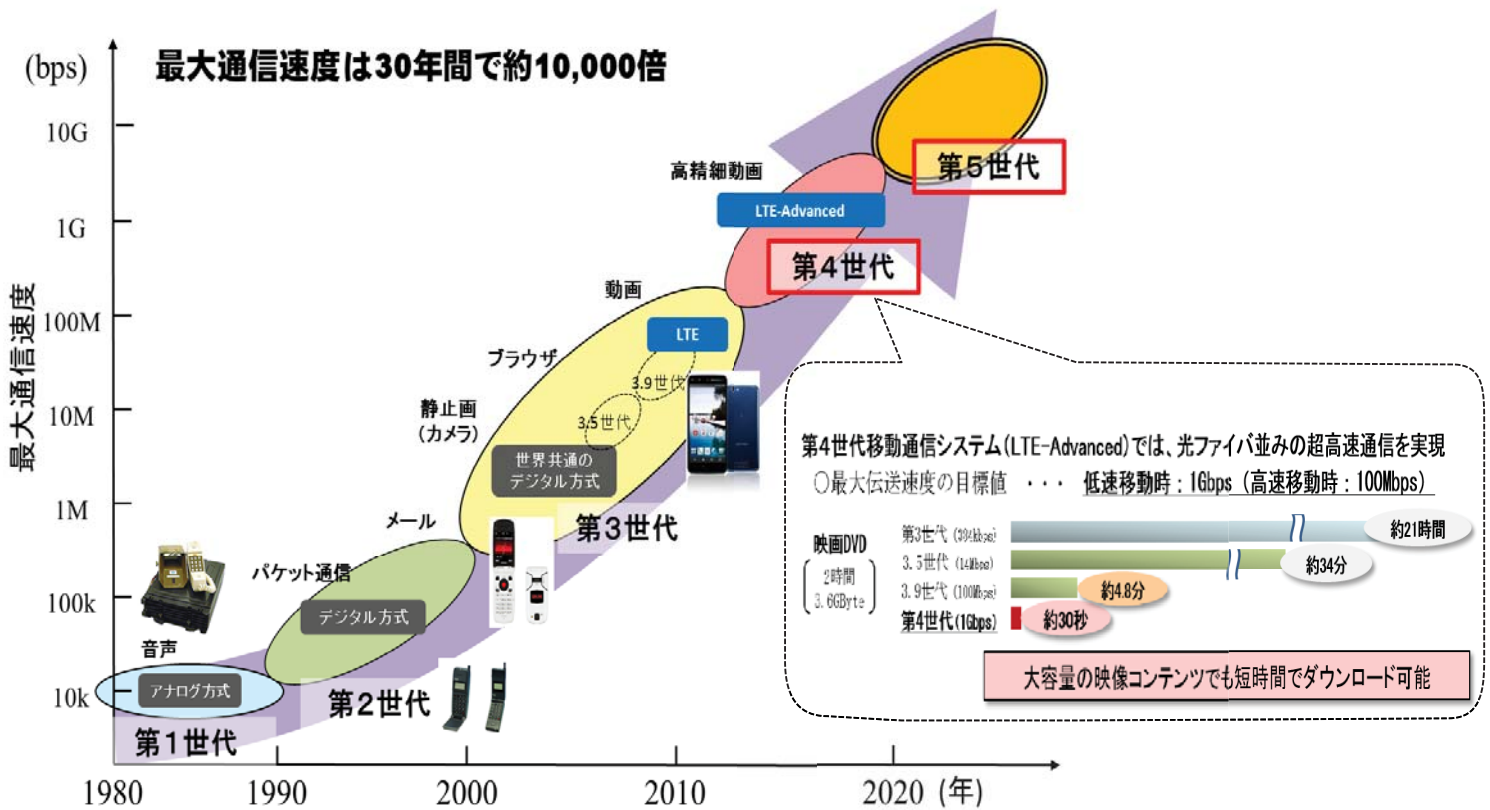 最大通信速度は30年間で約10,000倍
(bps)
10G
1G
100M
10M
1M
100k
10k
最大通信速度
1980
1990
2000
2010
2020
(年)
音声
アナログ方式
第1世代
パケット通信
メール
デジタル方式
第2世代
静止画
(カメラ)
ブラウザ
動画
LTE
3.9世代
3.5世代
世界共通の
デジタル方式
第3世代
高精細動画
LTE-Advanced
第4世代
第5世代
第4世代移動通信システム(LTE-Advanced)では、光ファイバ並みの超高速通信を実現
○最大伝送速度の目標値 ・・・ 低速移動時:1Gbps (高速移動時:100Mbps)
映画DVD
2時間
3.6GByte
第3世代 (384kbps)
約21時間
3.5世代 (14Mbps)
約34分
3.9世代 (100Mbps)
約4.8分
第4世代(1Gbps)
約30秒
大容量の映像コンテンツでも短時間でダウンロード可能